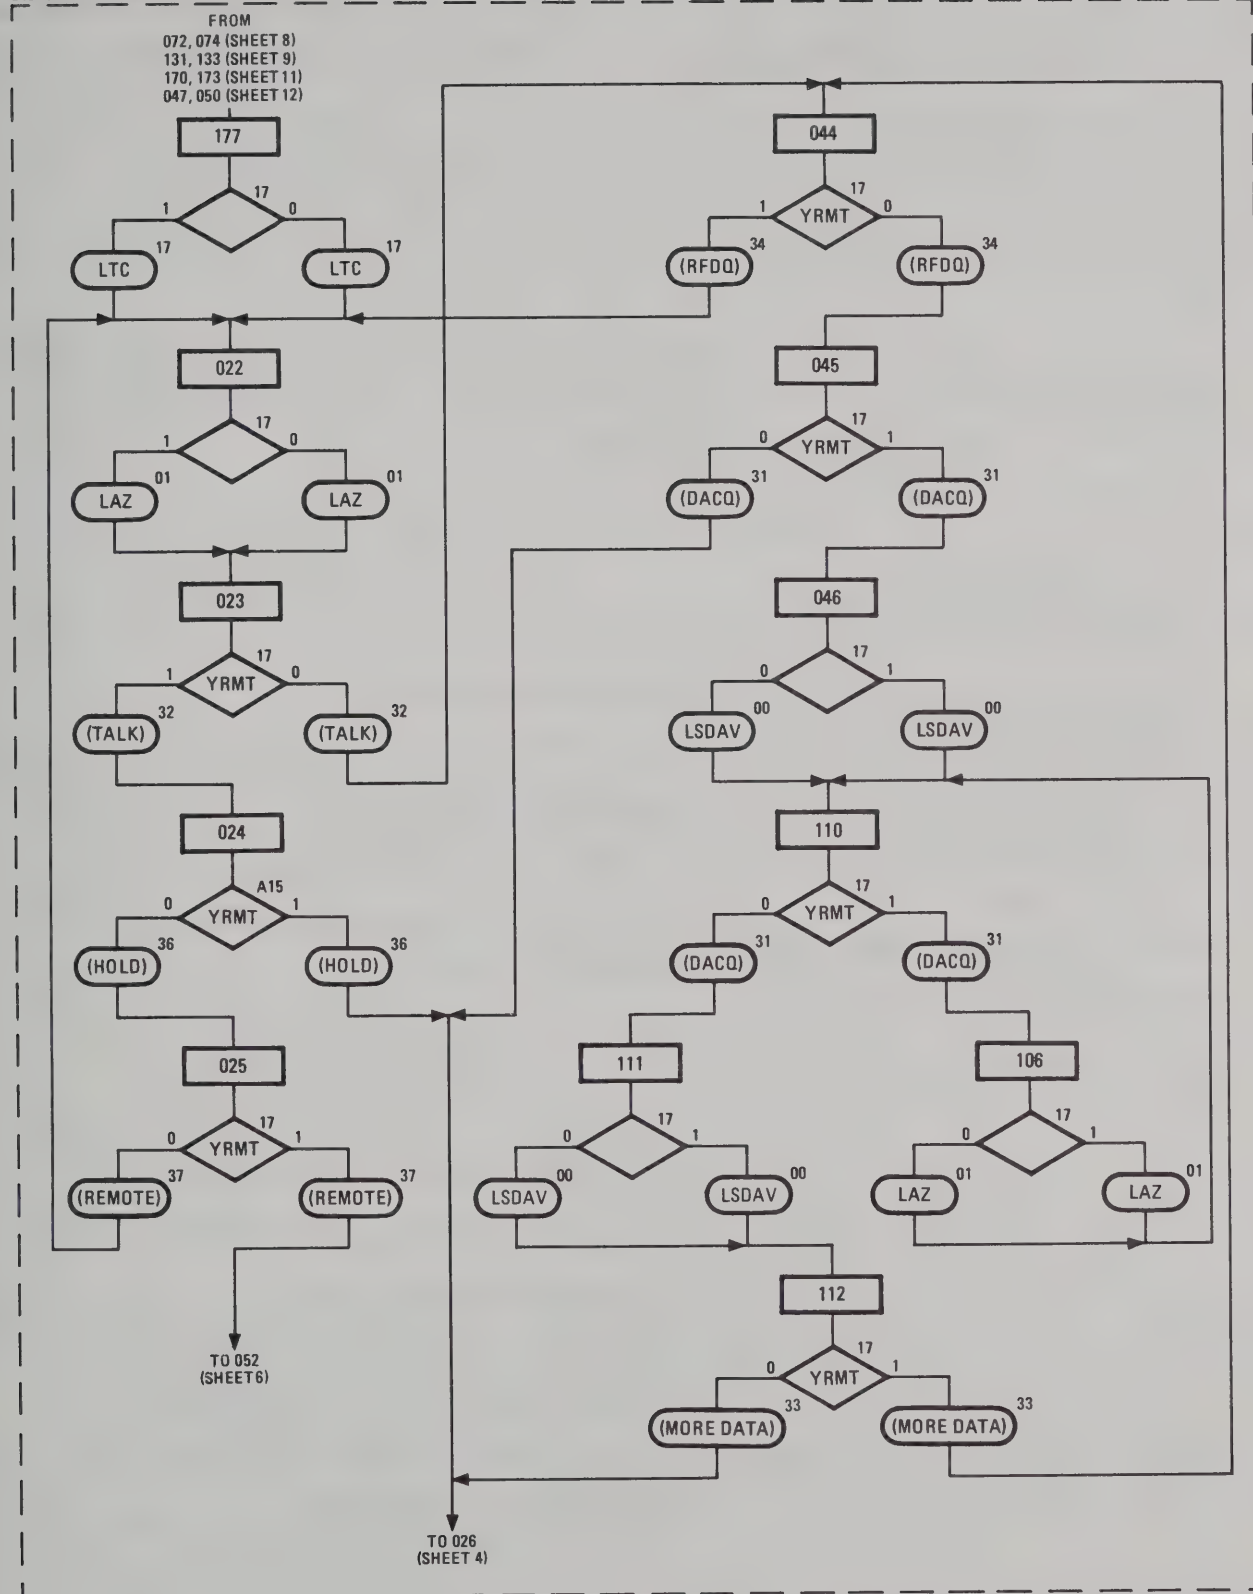 FROM
072, 074 (SHEET 8)
131, 133 (SHEET 9)
170, 173 (SHEET 11)
047, 050 (SHEET 12)
177
17
1
0
17
LTC
17
LTC
022
17
1
0
01
LAZ
01
LAZ
023
17
1
YRMT
0
32
(TALK)
32
(TALK)
024
A15
0
YRMT
1
36
(HOLD)
36
(HOLD)
025
17
0
YRMT
1
37
(REMOTE)
37
(REMOTE)
TO 052
(SHEET 6)
044
17
1
YRMT
0
34
(RFDQ)
34
(RFDQ)
045
17
0
YRMT
1
31
(DACQ)
31
(DACQ)
046
17
0
1
00
LSDAV
00
LSDAV
110
17
0
YRMT
1
31
(DACQ)
31
(DACQ)
111
17
0
1
00
LSDAV
00
LSDAV
106
17
0
1
01
LAZ
01
LAZ
112
17
0
YRMT
1
33
(MORE DATA)
33
(MORE DATA)
TO 026
(SHEET 4)